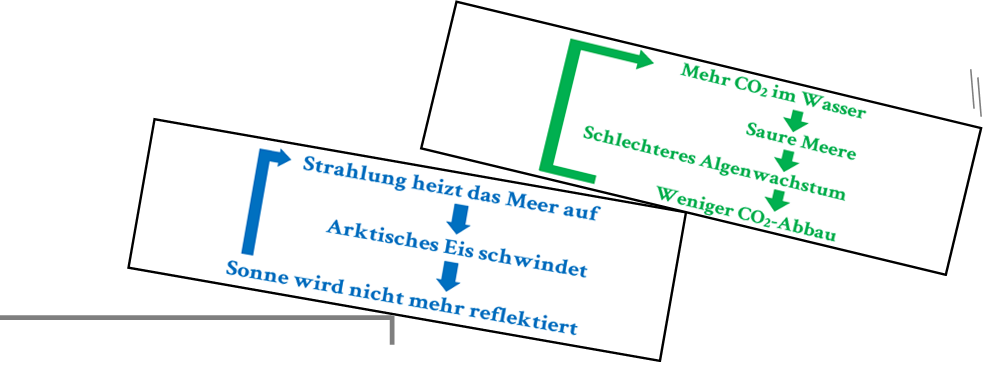 Mehr CO₂ im Wasser
Saure Meere
Schlechteres Algenwachstum
Weniger CO₂-Abbau
Strahlung heizt das Meer auf
Arktisches Eis schwindet
Sonne wird nicht mehr reflektiert